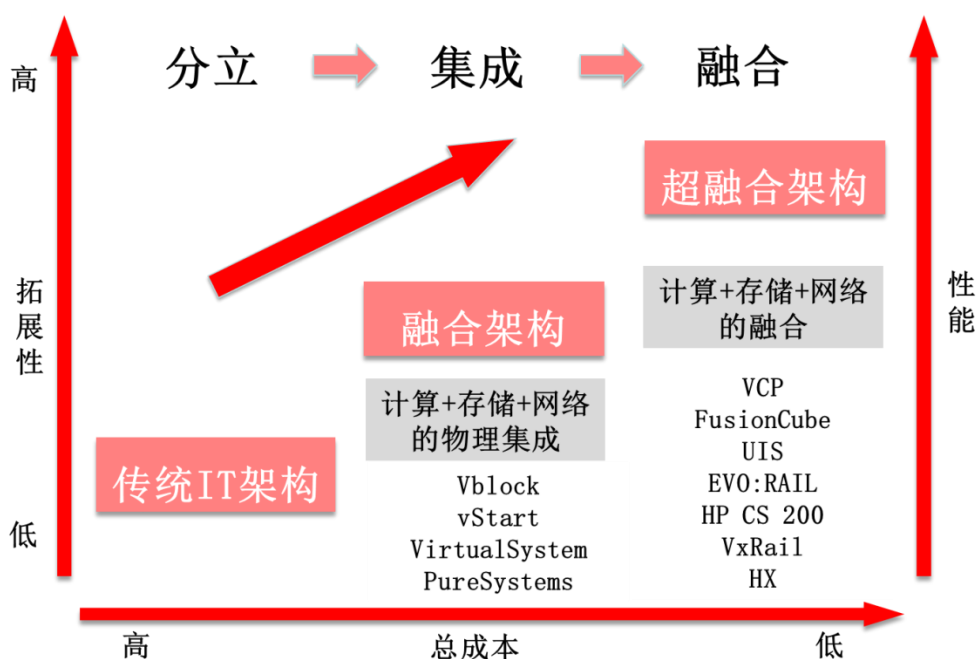 分立
集成
融合
高
拓展性
低
性能
传统IT架构
融合架构
计算+存储+网络
的物理集成
Vblock
vStart
VirtualSystem
PureSystems
超融合架构
计算+存储+网络
的融合
VCP
FusionCube
UIS
EVO:RAIL
HP CS 200
VxRail
HX
高
总成本
低